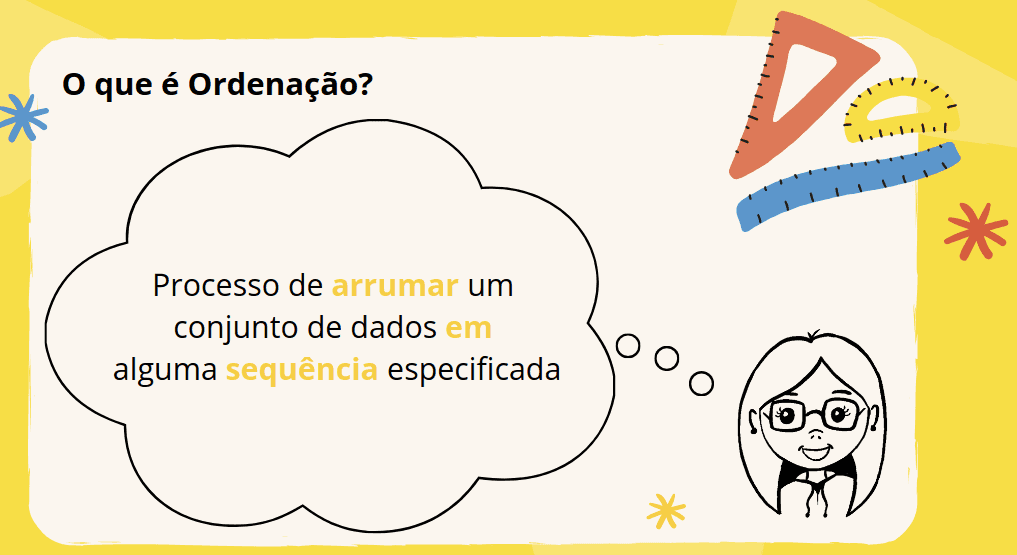 O que é Ordenação?
Processo de arrumar um
conjunto de dados em
alguma sequência especificada